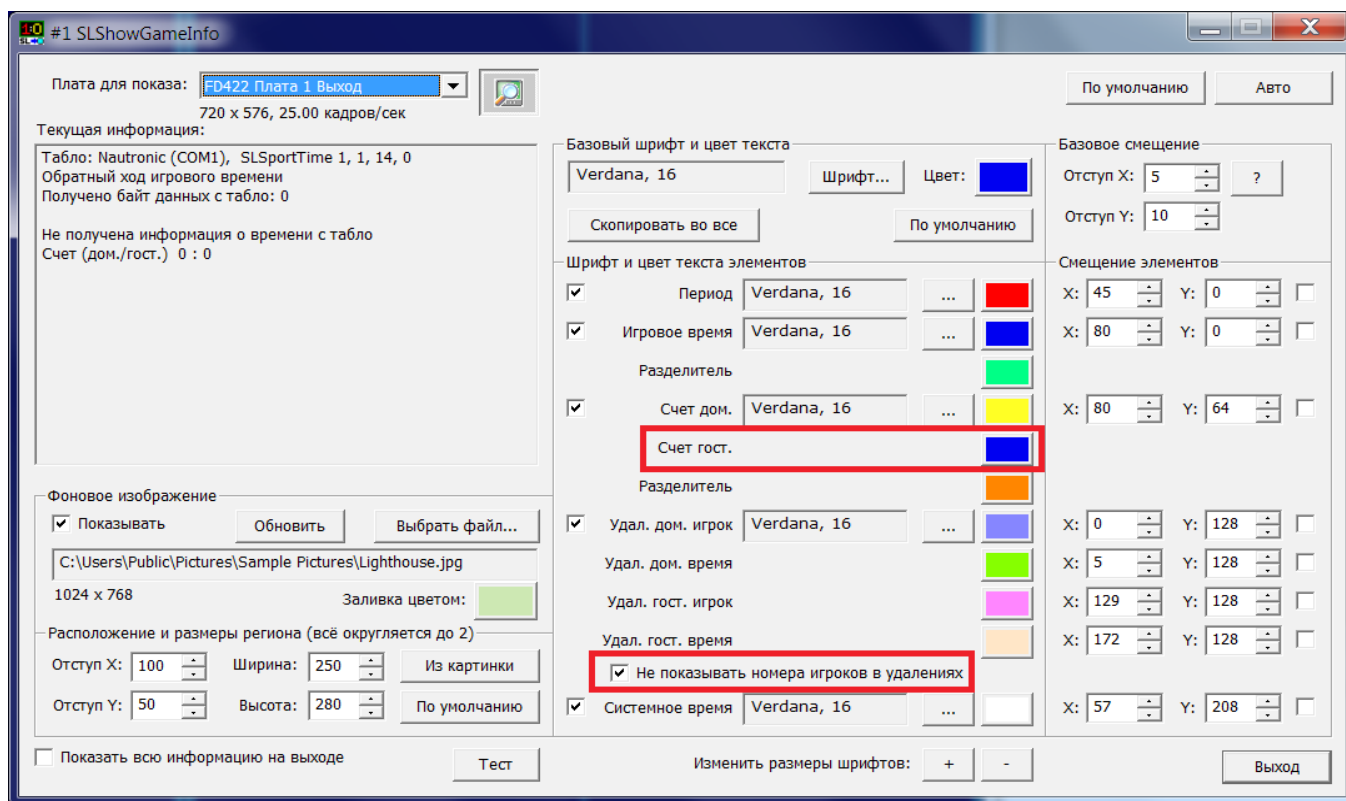 #1 SLShowGameInfo
Плата для показа: FD422 Плата 1 Выход
720 x 576, 25.00 кадров/сек
По умолчанию Авто
Текущая информация:
Табло: Nautronic (COM1), SLSportTime 1, 1, 14, 0
Обратный ход игрового времени
Получено байт данных с табло: 0
Не получена информация о времени с табло
Счет (дом./гост.) 0 : 0
Фоновое изображение
Показывать Обновить Выбрать файл...
C:\Users\Public\Pictures\Sample Pictures\Lighthouse.jpg
1024 x 768 Заливка цветом:
Расположение и размеры региона (всё округляется до 2)
Отступ X: 100 Ширина: 250 Из картинки
Отступ Y: 50 Высота: 280 По умолчанию
Показать всю информацию на выходе Тест
Базовый шрифт и цвет текста
Verdana, 16 Шрифт... Цвет:
Скопировать во все По умолчанию
Базовое смещение
Отступ X: 5 ?
Отступ Y: 10
Шрифт и цвет текста элементов Смещение элементов
Период Verdana, 16 ... X: 45 Y: 0
Игровое время Verdana, 16 ... X: 80 Y: 0
Разделитель
Счет дом. Verdana, 16 ... X: 80 Y: 64
Счет гост.
Разделитель
Удал. дом. игрок Verdana, 16 ... X: 0 Y: 128
Удал. дом. время X: 5 Y: 128
Удал. гост. игрок X: 129 Y: 128
Удал. гост. время X: 172 Y: 128
Не показывать номера игроков в удалениях
Системное время Verdana, 16 ... X: 57 Y: 208
Изменить размеры шрифтов: + - Выход